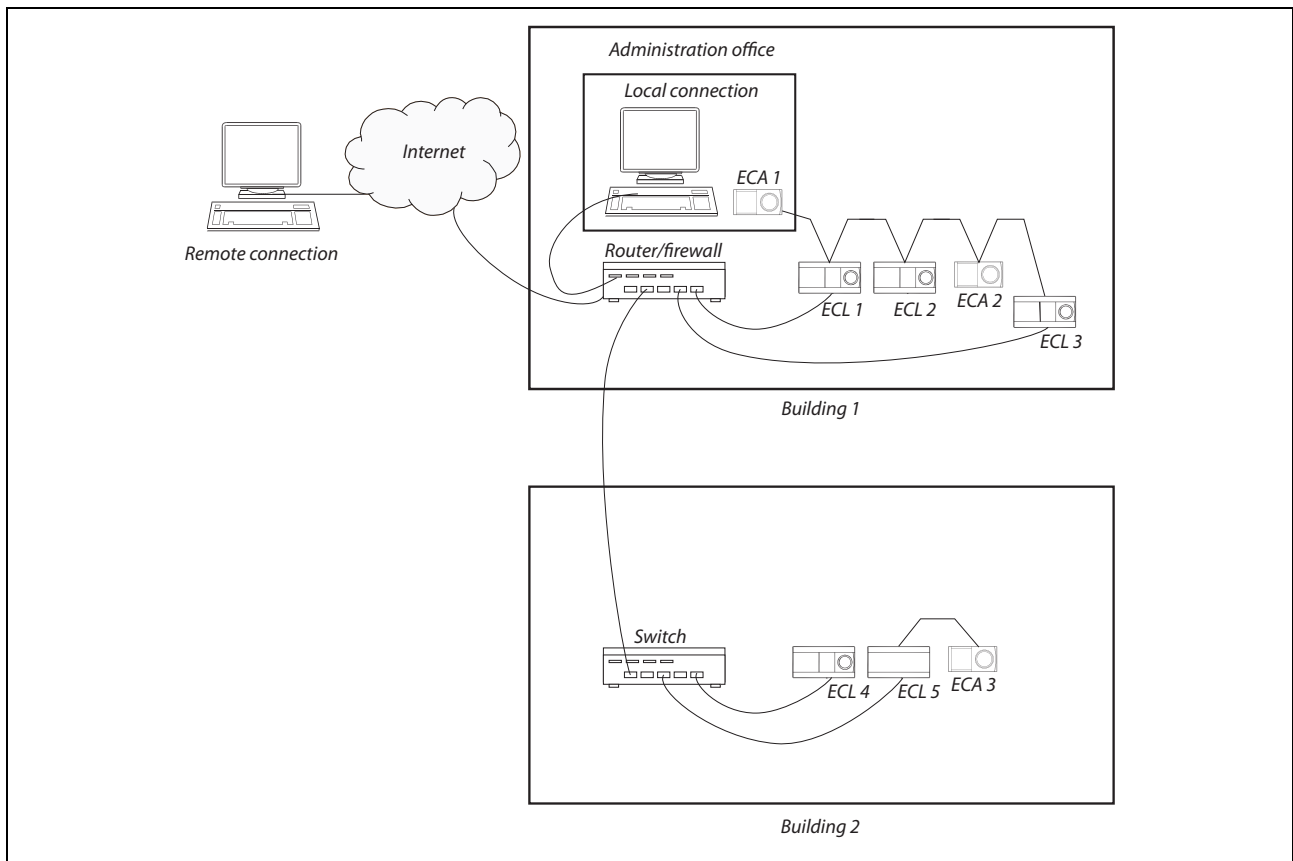 Administration office
Local connection
Internet
ECA 1
Remote connection
Router/firewall
ECL 1
ECL 2
ECA 2
ECL 3
Building 1
Switch
ECL 4
ECL 5
ECA 3
Building 2